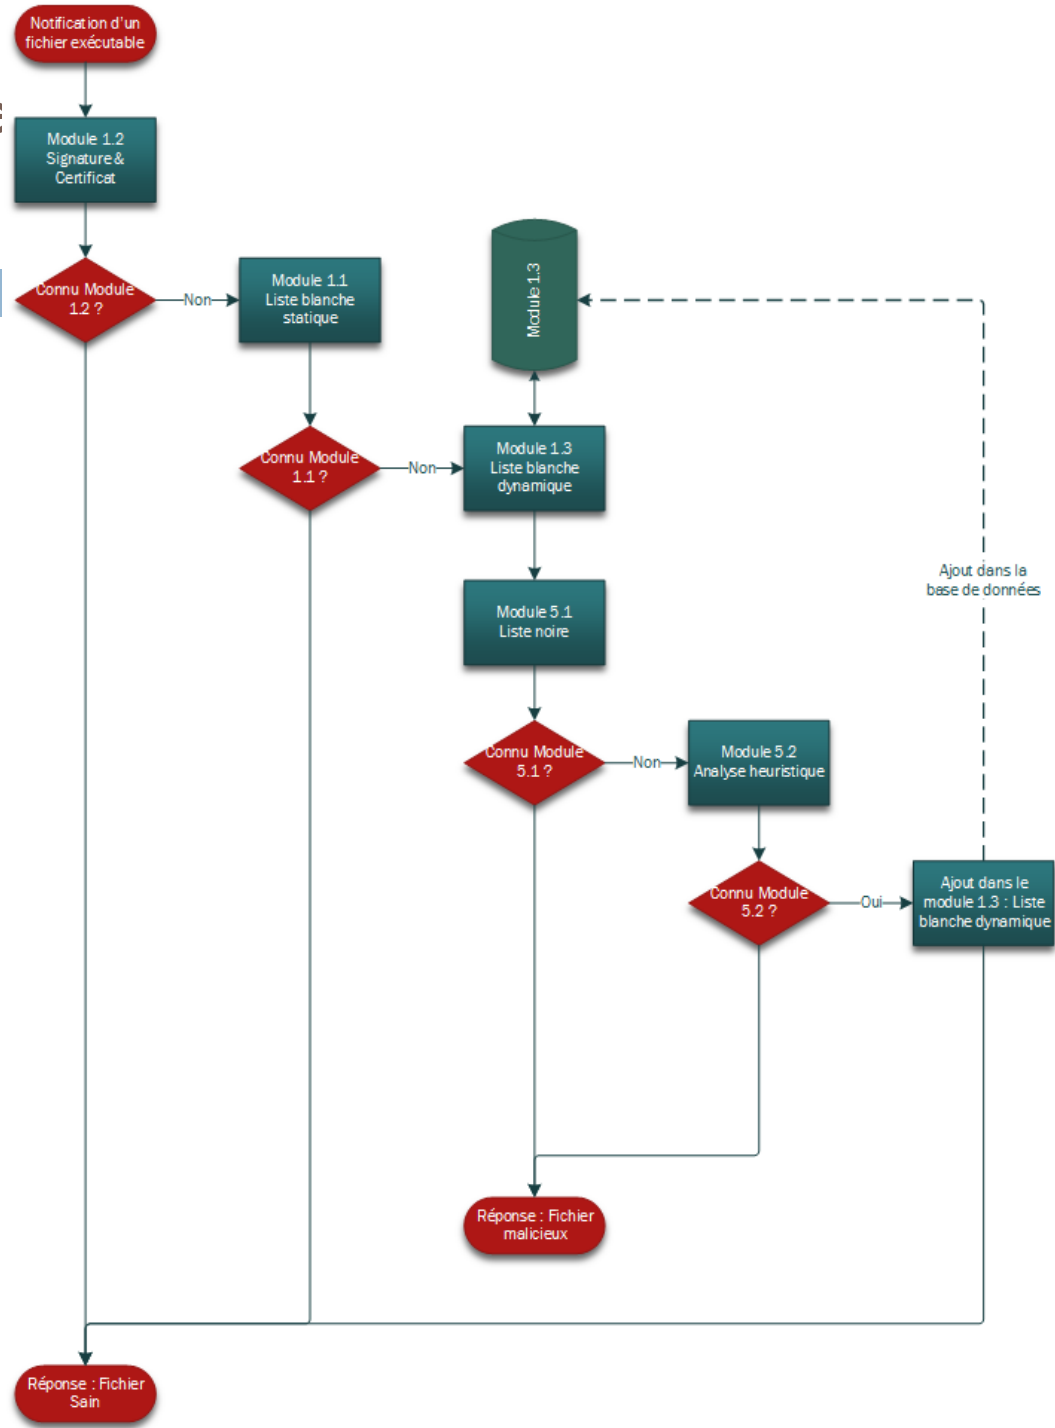 Notification d'un
fichier exécutable
Module 1.2
Signature &
Certificat
Connu Module
1.2 ?
Non
Module 1.1
Liste blanche
statique
Module 1.3
Connu Module
1.1 ?
Non
Module 1.3
Liste blanche
dynamique
Ajout dans la
base de données
Module 5.1
Liste noire
Connu Module
5.1 ?
Non
Module 5.2
Analyse heuristique
Connu Module
5.2 ?
Oui
Ajout dans le
module 1.3 : Liste
blanche dynamique
Réponse : Fichier
malicieux
Réponse : Fichier
Sain